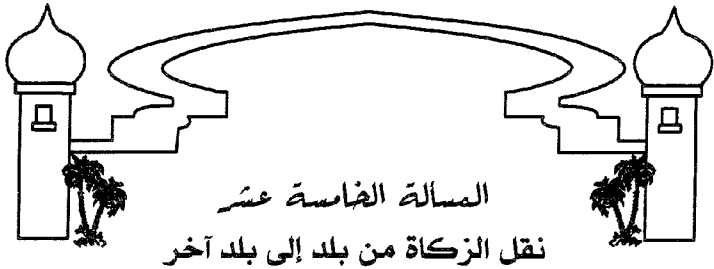 المسألة الخامسة عشر
نقل الزكاة من بلد إلى بلد آخر